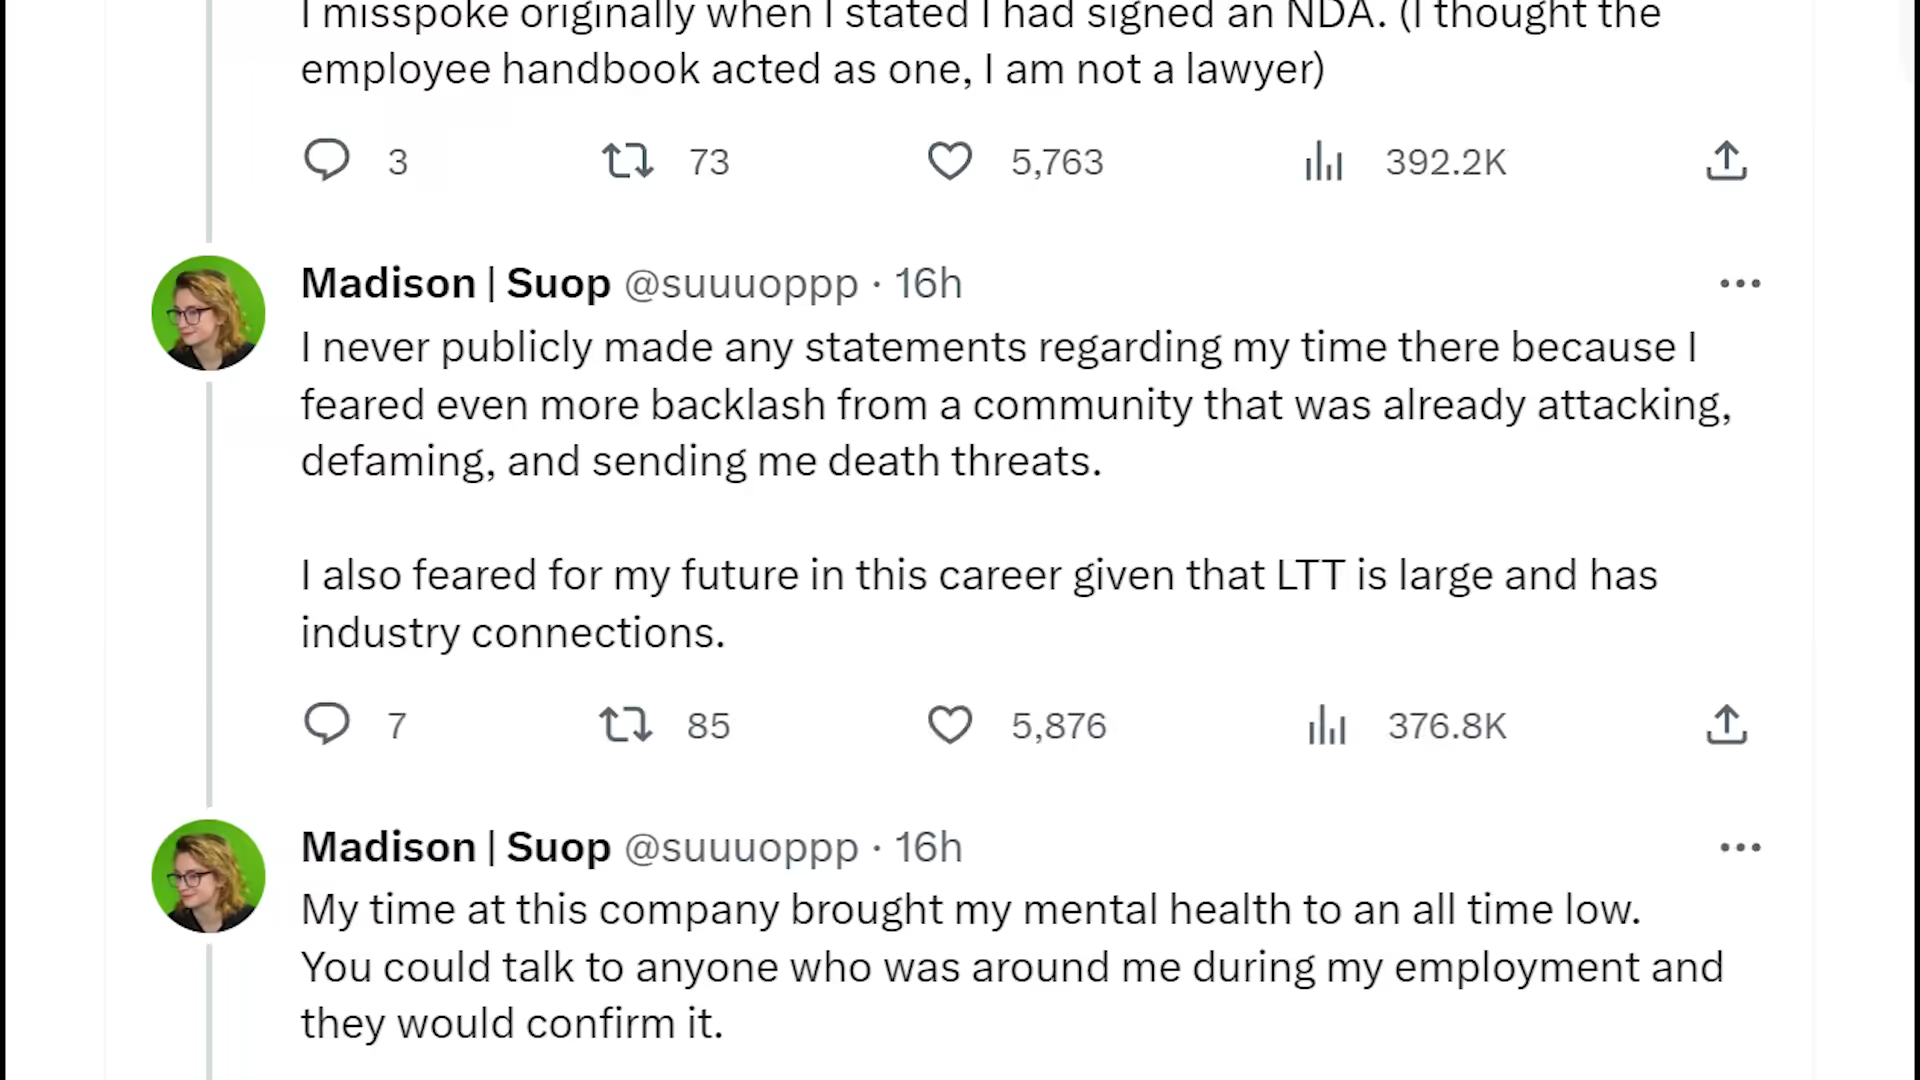 I misspoke originally when I stated I had signed an NDA. (I thought the
employee handbook acted as one, I am not a lawyer)
3 73 5,763 392.2K
Madison | Suop @suuuoppp · 16h
I never publicly made any statements regarding my time there because I
feared even more backlash from a community that was already attacking,
defaming, and sending me death threats.
I also feared for my future in this career given that LTT is large and has
industry connections.
7 85 5,876 376.8K
Madison | Suop @suuuoppp · 16h
My time at this company brought my mental health to an all time low.
You could talk to anyone who was around me during my employment and
they would confirm it.